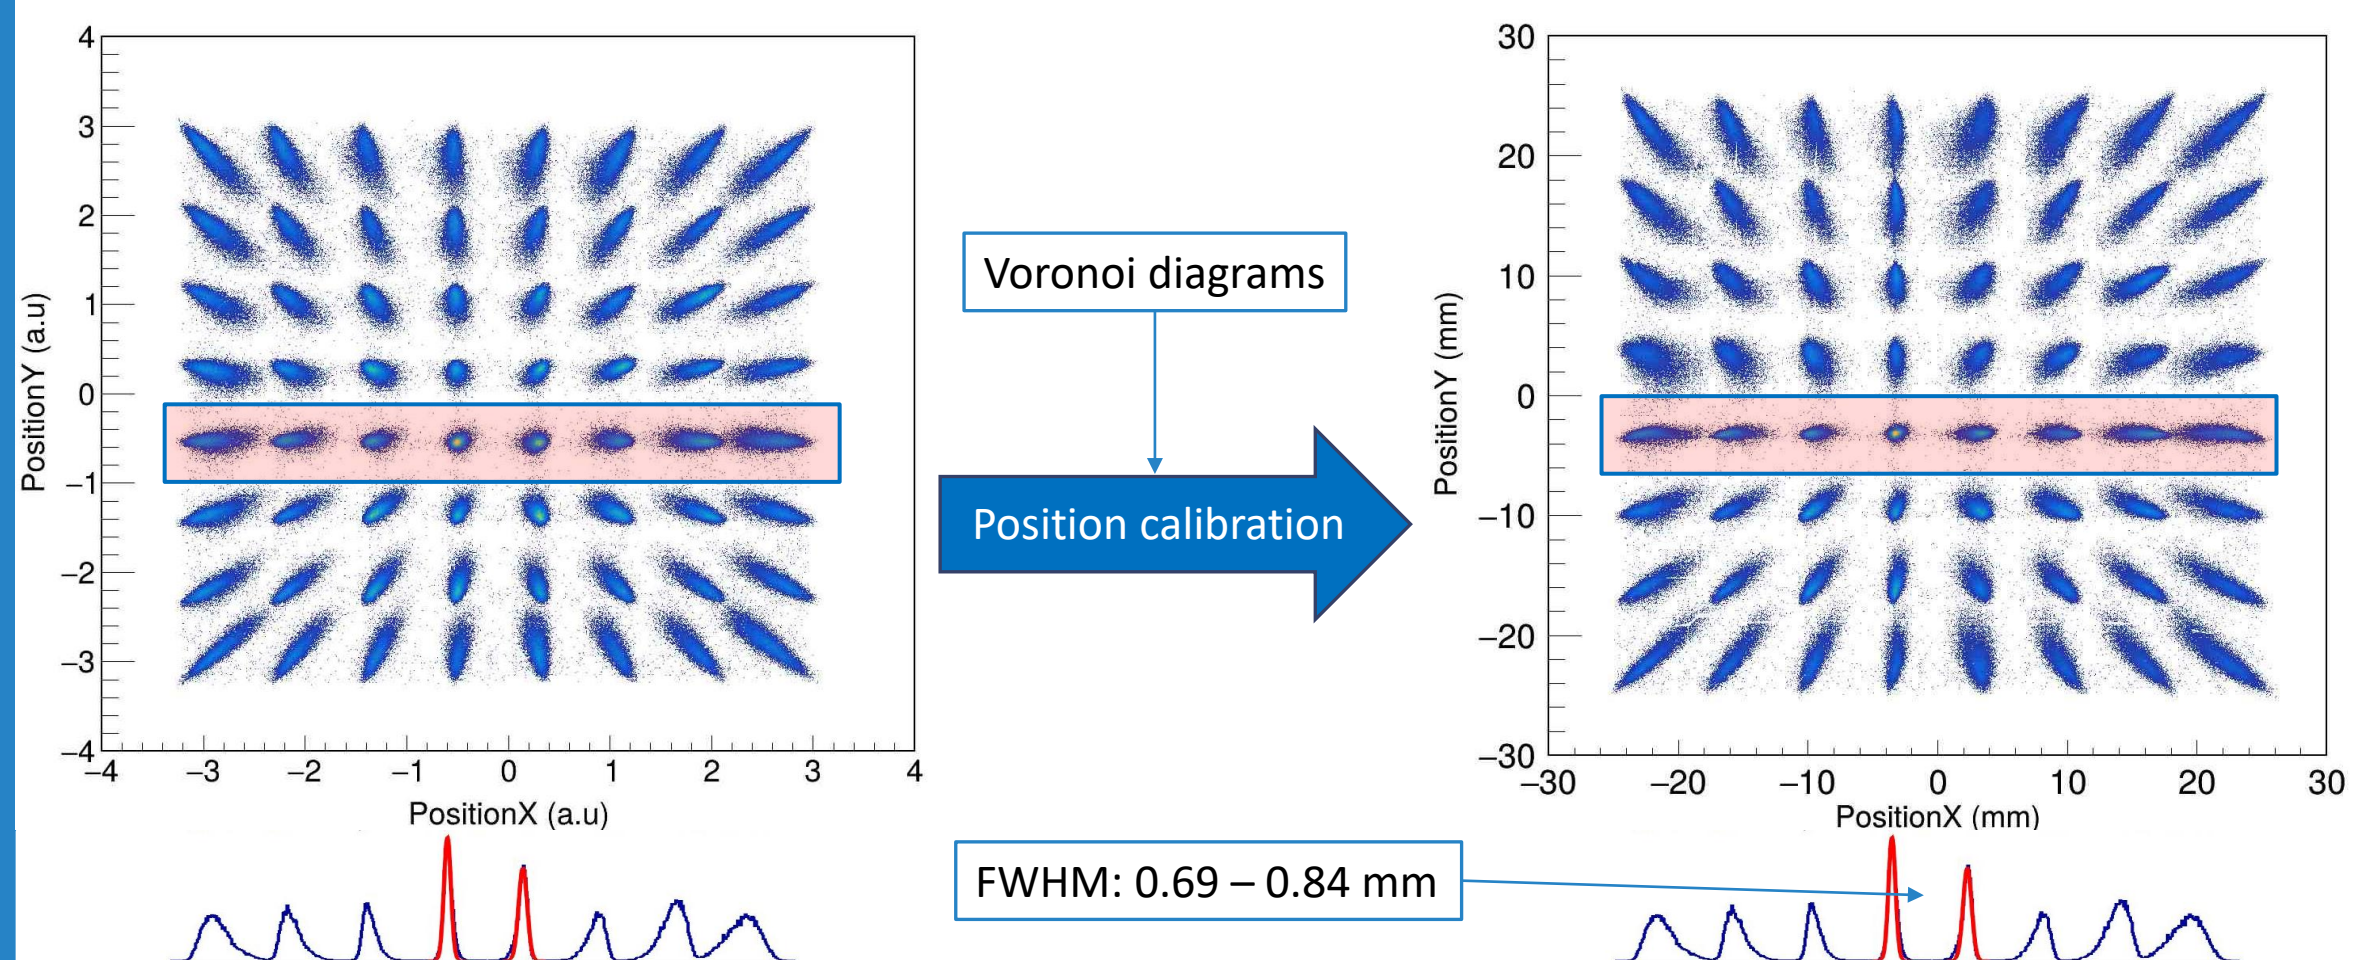 4
3
2
1
0
−1
−2
−3
−4
PositionY (a.u)
−4 −3 −2 −1 0 1 2 3 4
PositionX (a.u)
Voronoi diagrams
Position calibration
FWHM: 0.69 – 0.84 mm
30
20
10
0
−10
−20
−30
PositionY (mm)
−30 −20 −10 0 10 20 30
PositionX (mm)